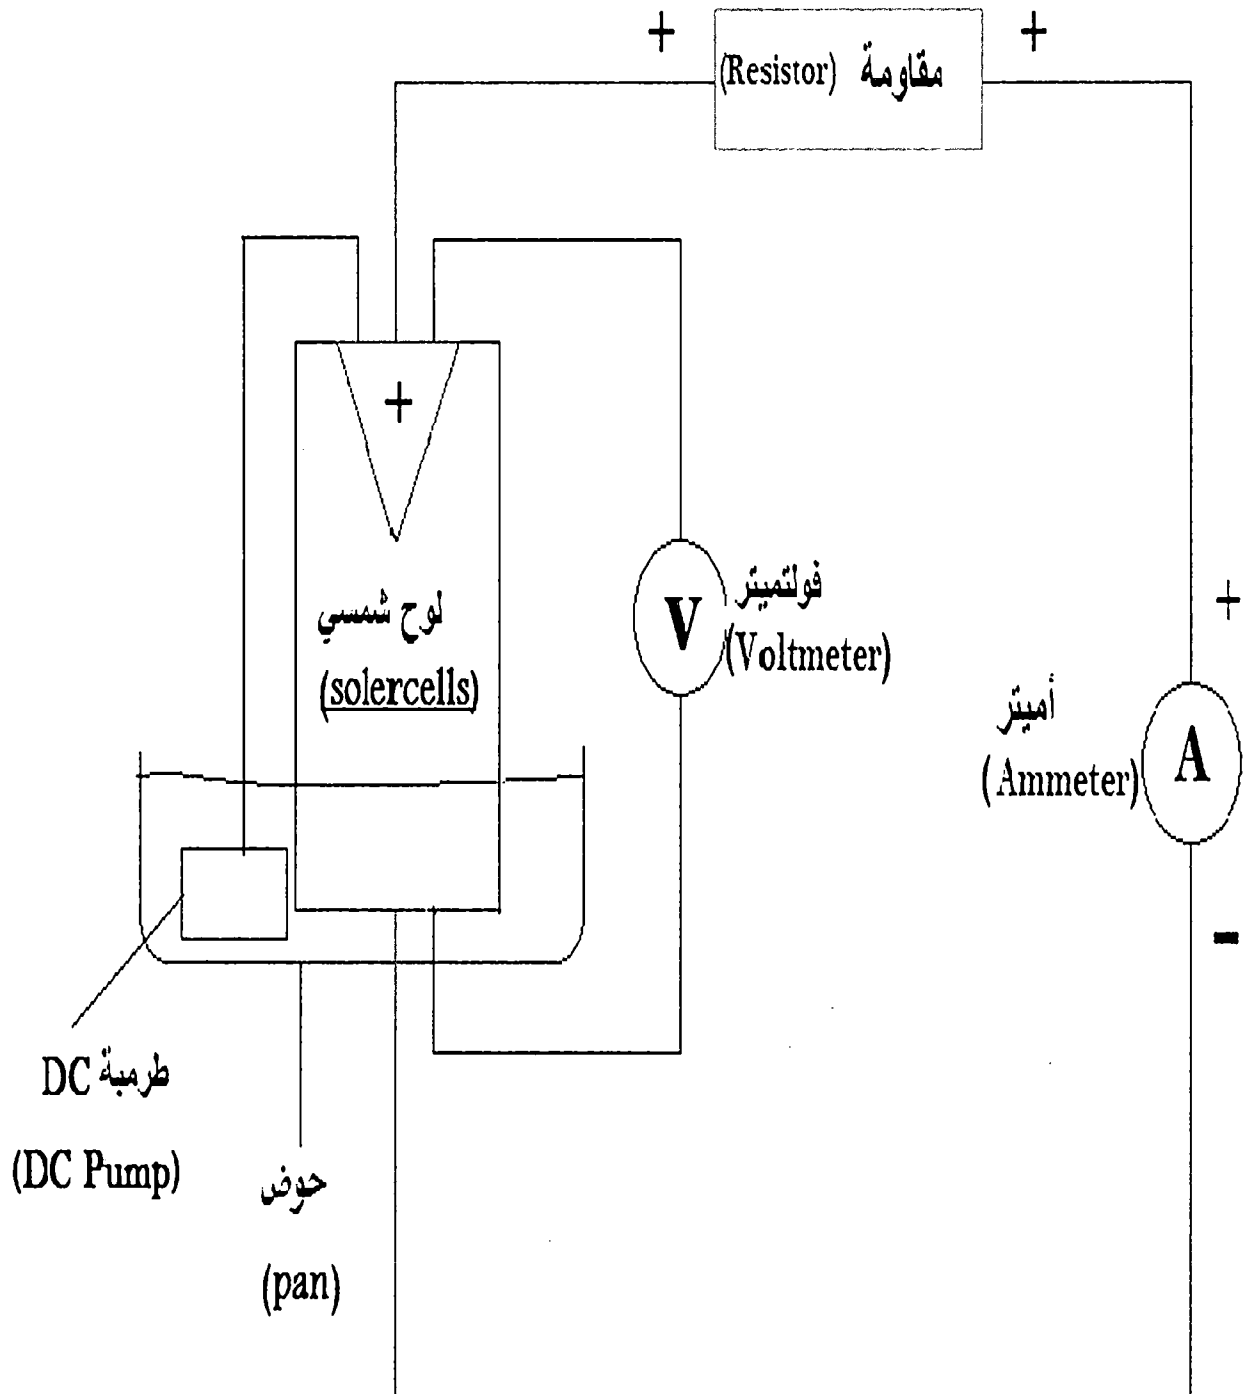 + +
(Resistor) مقاومة
+
لوح شمسي
(solercells)
V
فولتميتر
(Voltmeter)
+
أميتر
(Ammeter)
A
-
طرمبة DC
(DC Pump)
حوض
(pan)